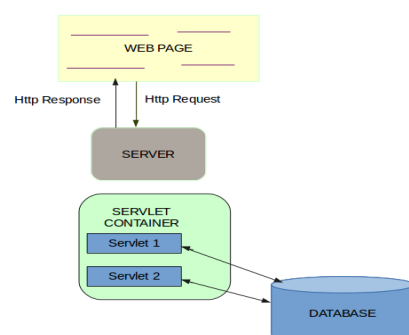 WEB PAGE
Http Response
Http Request
SERVER
SERVLET
CONTAINER
Servlet 1
Servlet 2
DATABASE